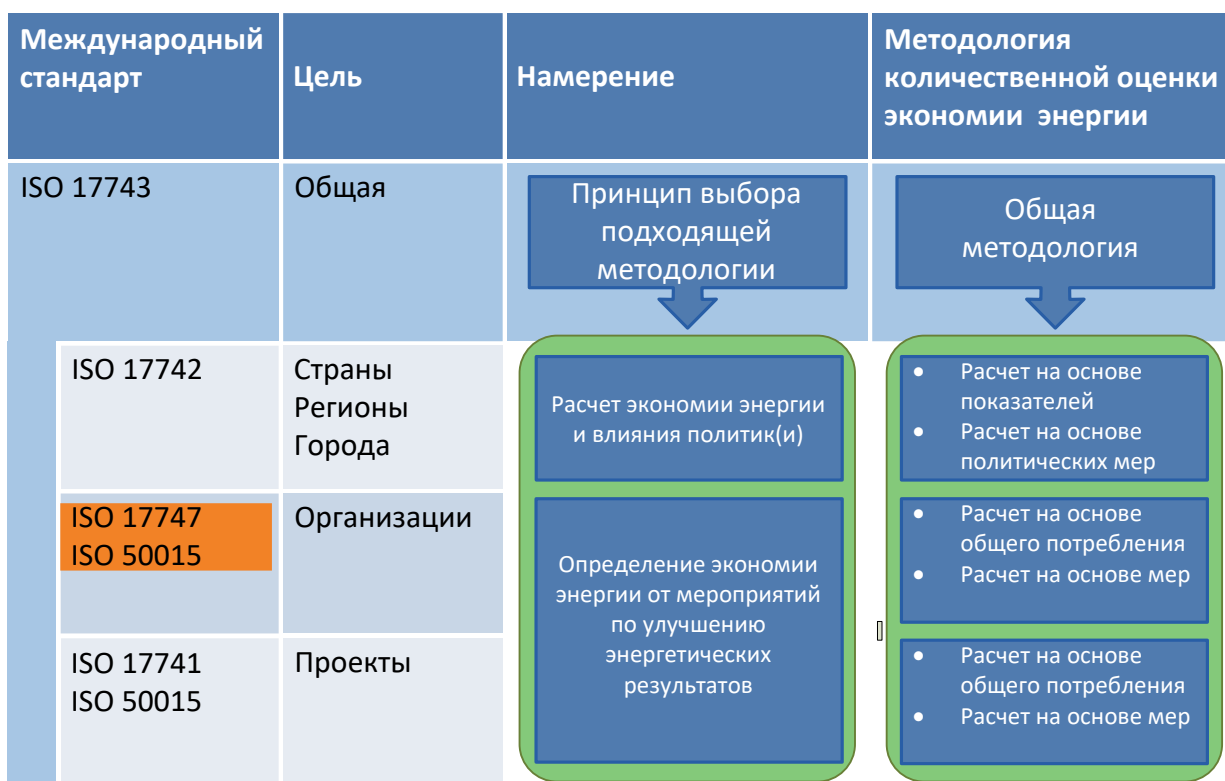 Международный
стандарт
Цель
Намерение
Методология
количественной оценки
экономии энергии
ISO 17743
Общая
Принцип выбора
подходящей
методологии
Общая
методология
ISO 17742
Страны
Регионы
Города
Расчет экономии энергии
и влияния политик(и)
• Расчет на основе
показателей
• Расчет на основе
политических мер
ISO 17747
ISO 50015
Организации
Определение экономии
энергии от мероприятий
по улучшению
энергетических
результатов
• Расчет на основе
общего потребления
• Расчет на основе мер
ISO 17741
ISO 50015
Проекты
• Расчет на основе
общего потребления
• Расчет на основе мер